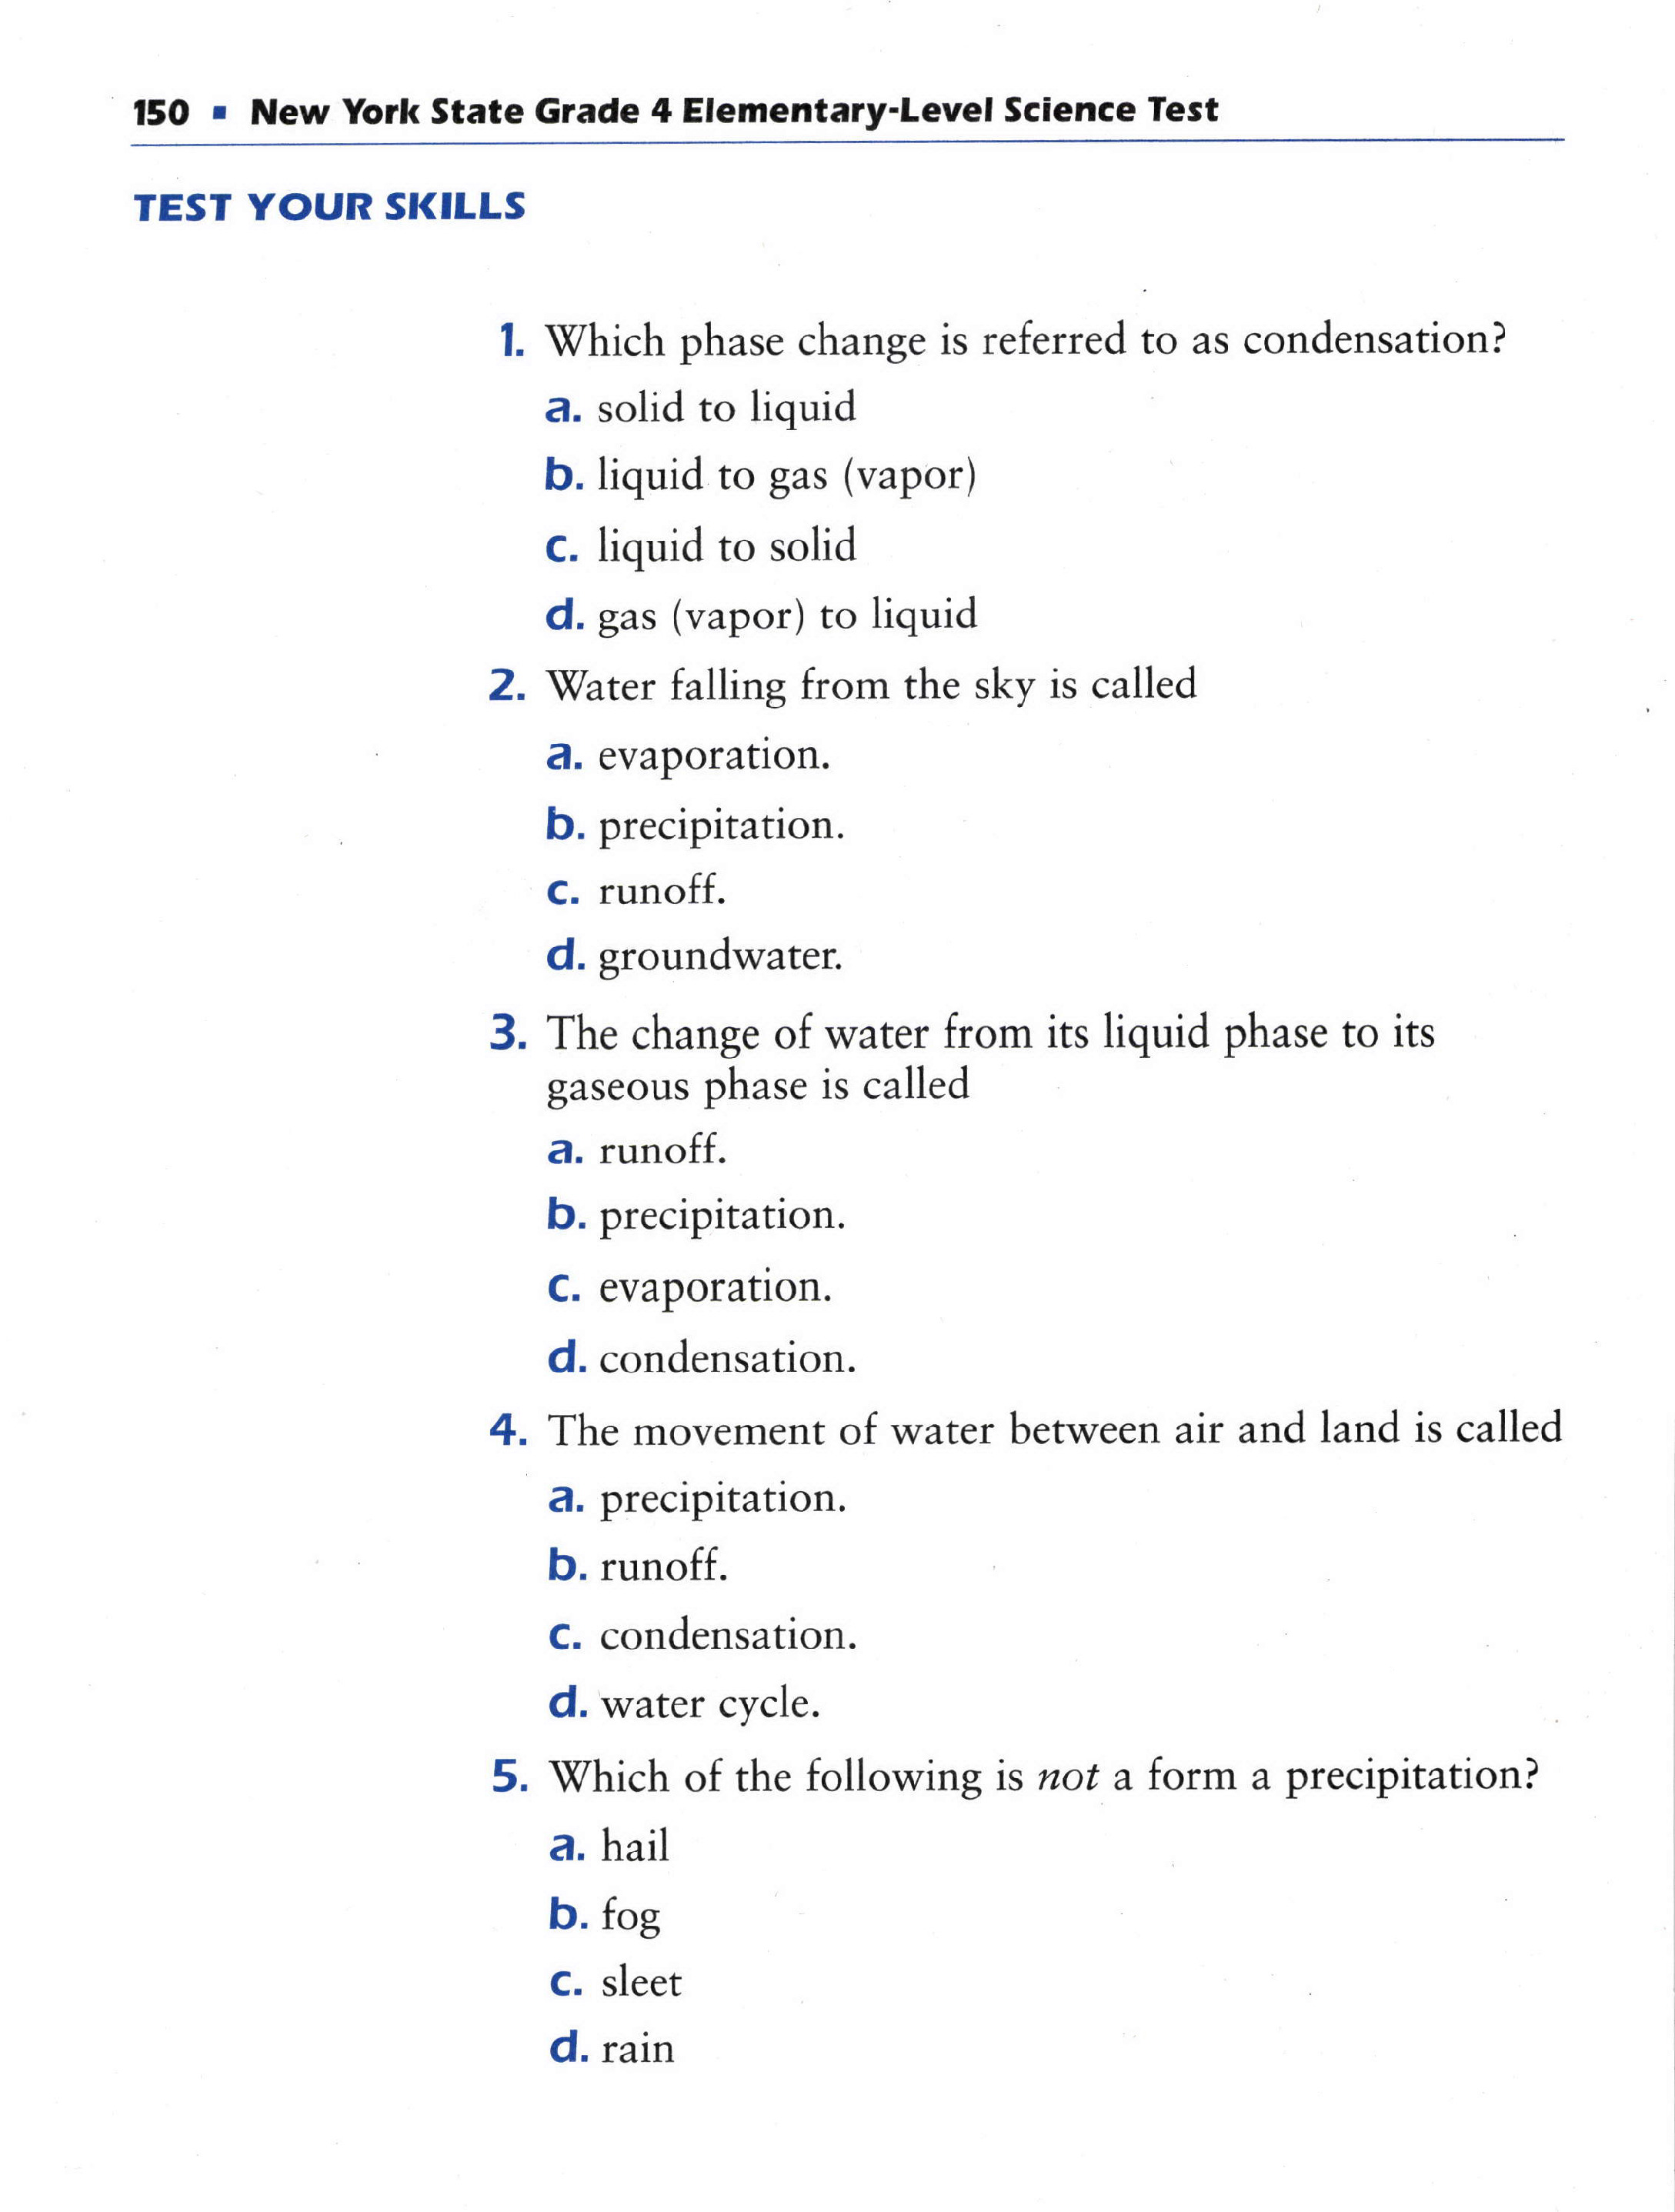 150 ▪ New York State Grade 4 Elementary-Level Science Test
TEST YOUR SKILLS
1. Which phase change is referred to as condensation?
a. solid to liquid
b. liquid to gas (vapor)
c. liquid to solid
d. gas (vapor) to liquid
2. Water falling from the sky is called
a. evaporation.
b. precipitation.
c. runoff.
d. groundwater.
3. The change of water from its liquid phase to its
gaseous phase is called
a. runoff.
b. precipitation.
c. evaporation.
d. condensation.
4. The movement of water between air and land is called
a. precipitation.
b. runoff.
c. condensation.
d. water cycle.
5. Which of the following is not a form a precipitation?
a. hail
b. fog
c. sleet
d. rain